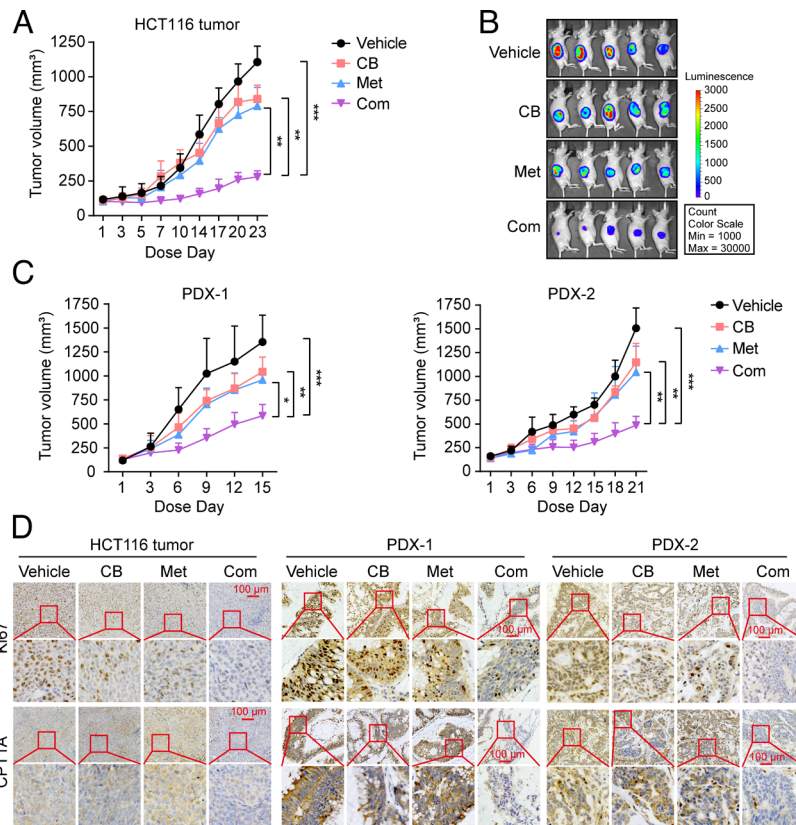 A
HCT116 tumor
Tumor volume (mm³)
1250
1000
750
500
250
0
1 3 5 7 10 14 17 20 23
Dose Day
Vehicle
CB
Met
Com
**
**
***
B
Vehicle
CB
Met
Com
Luminescence
3000
2500
2000
1500
1000
500
0
Count
Color Scale
Min = 1000
Max = 30000
C
PDX-1
Tumor volume (mm³)
1750
1500
1250
1000
750
500
250
0
1 3 6 9 12 15
Dose Day
*
**
***
PDX-2
Tumor volume (mm³)
1750
1500
1250
1000
750
500
250
0
1 3 6 9 12 15 18 21
Dose Day
Vehicle
CB
Met
Com
**
**
***
D
HCT116 tumor
PDX-1
PDX-2
Vehicle CB Met Com
Vehicle CB Met Com
Vehicle CB Met Com
Ki67
100 μm
100 μm
100 μm
CPT1A
100 μm
100 μm
100 μm